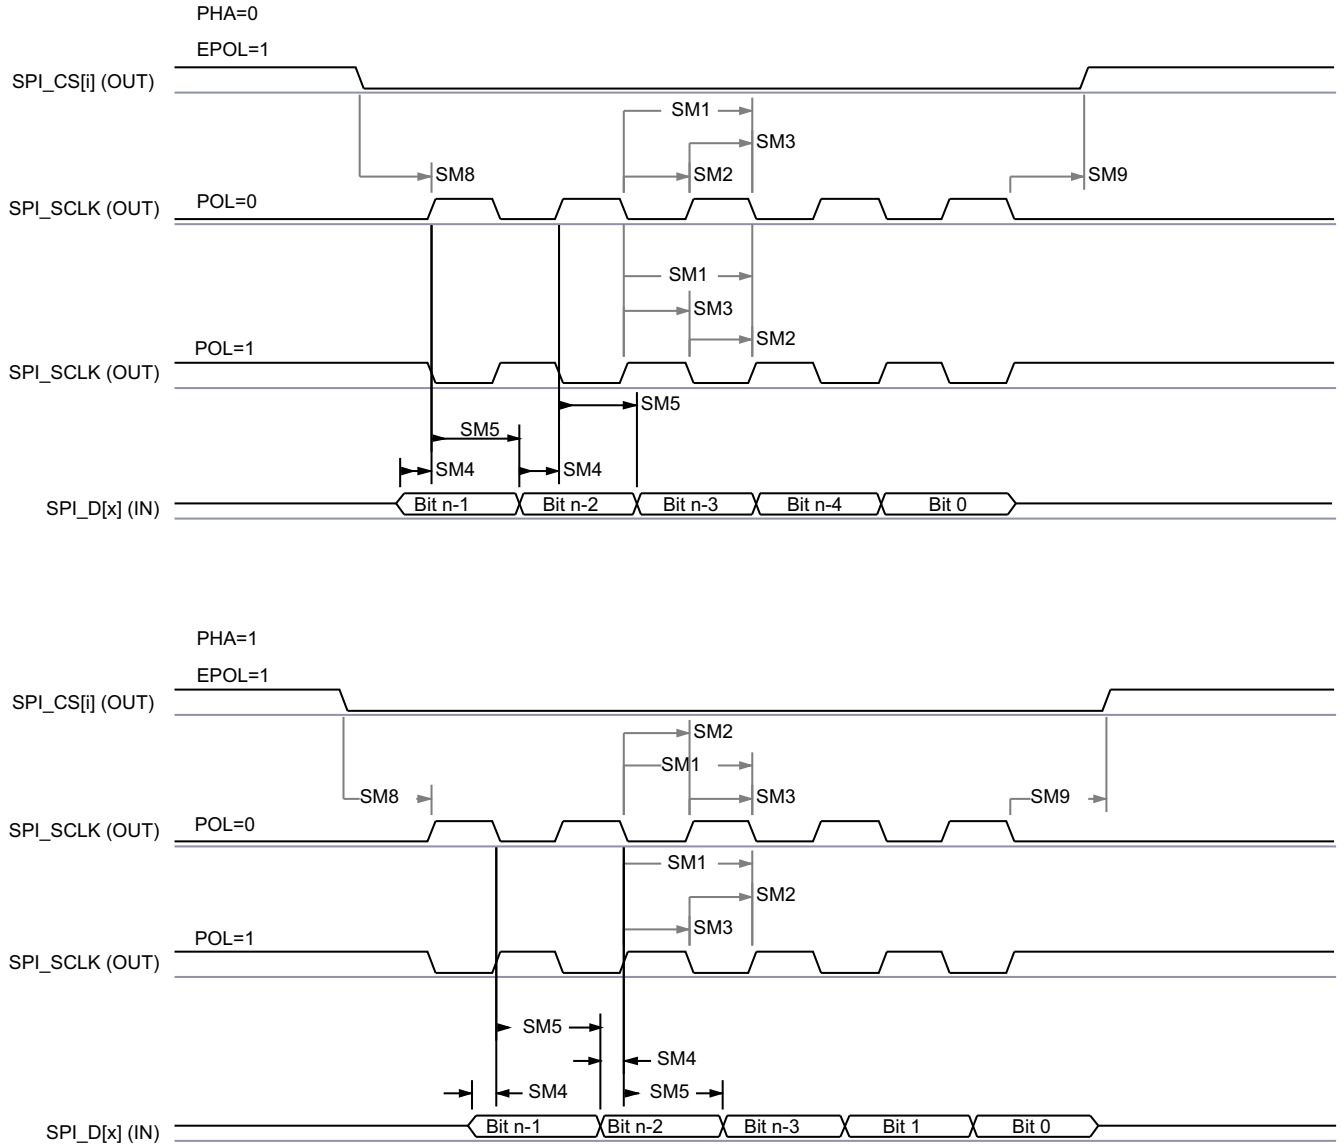 PHA=0
EPOL=1
SPI_CS[i] (OUT)
SM1
SM3
SM8
SM2
SM9
POL=0
SPI_SCLK (OUT)
SM1
SM3
SM2
POL=1
SPI_SCLK (OUT)
SM5
SM5
SM4
SM4
SPI_D[x] (IN)
Bit n-1
Bit n-2
Bit n-3
Bit n-4
Bit 0
PHA=1
EPOL=1
SPI_CS[i] (OUT)
SM2
SM1
SM8
SM3
SM9
POL=0
SPI_SCLK (OUT)
SM1
SM2
SM3
POL=1
SPI_SCLK (OUT)
SM5
SM4
SM4
SM5
SPI_D[x] (IN)
Bit n-1
Bit n-2
Bit n-3
Bit 1
Bit 0